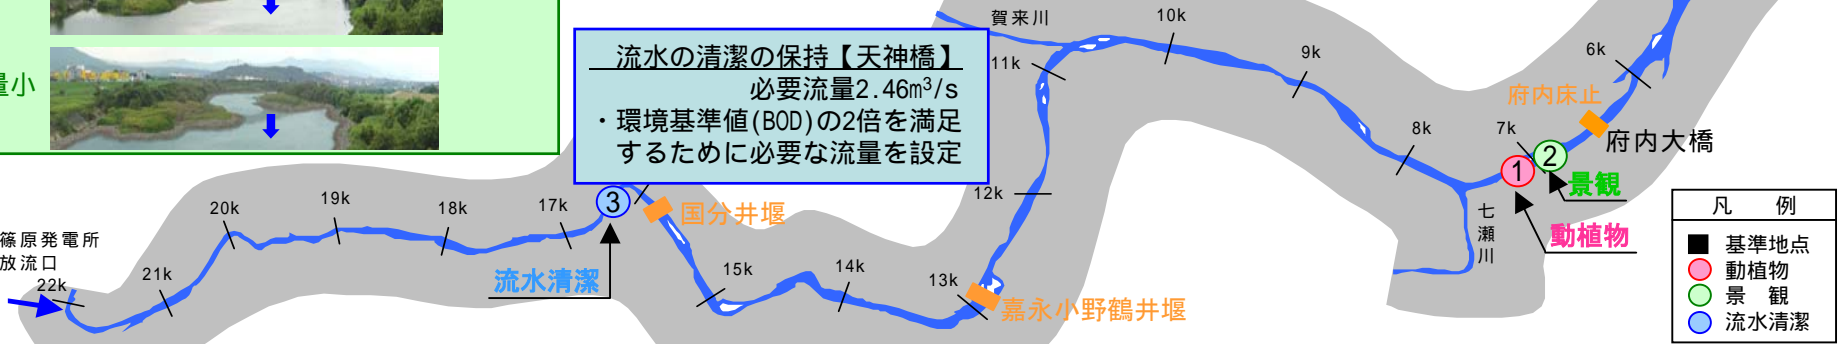 量小
流水の清潔の保持【天神橋】
必要流量2.46m³/s
・環境基準値(BOD)の2倍を満足
するために必要な流量を設定
賀来川
10k
9k
6k
11k
府内床止
8k
7k
府内大橋
1
2
景観
12k
七瀬川
動植物
凡 例
基準地点
動植物
景 観
流水清潔
20k
19k
18k
17k
3
国分井堰
篠原発電所
放流口
22k
21k
流水清潔
15k
14k
13k
嘉永小野鶴井堰